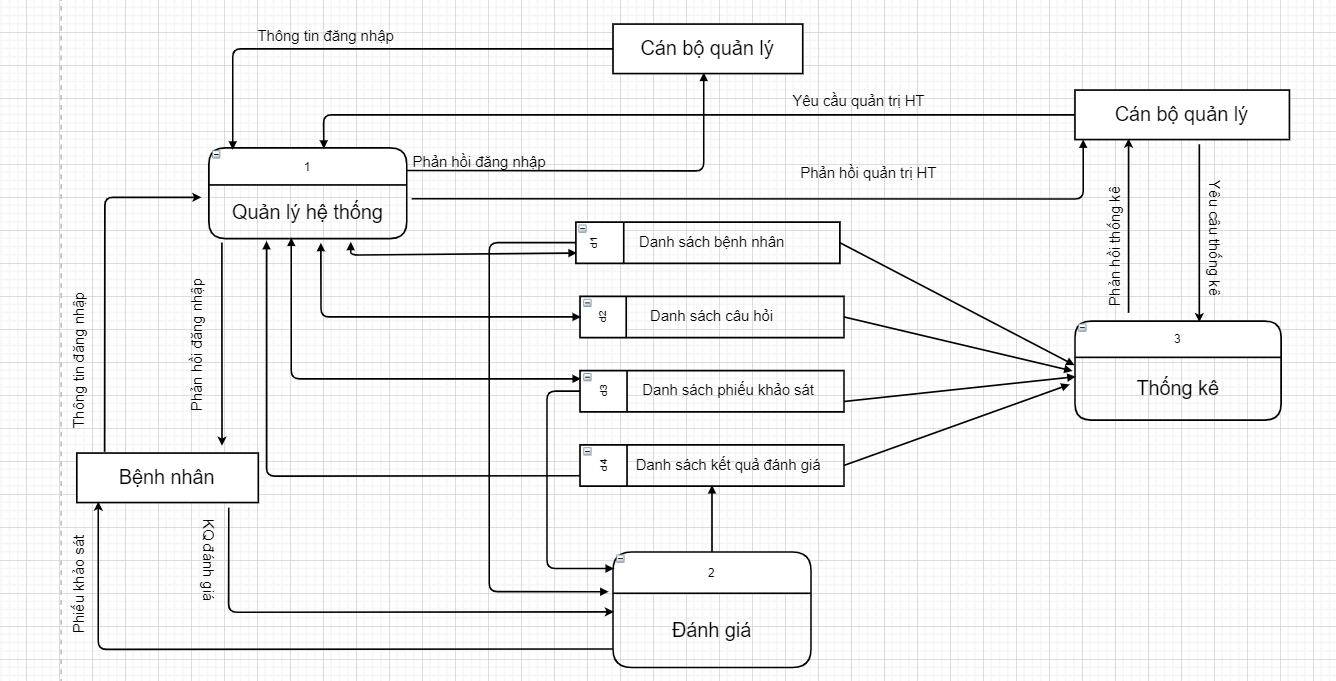 Thông tin đăng nhập
Cán bộ quản lý
Yêu cầu quản trị HT
Cán bộ quản lý
1
Quản lý hệ thống
Phản hồi đăng nhập
Phản hồi quản trị HT
Phản hồi thống kê
Yêu cầu thống kê
d1
Danh sách bệnh nhân
d2
Danh sách câu hỏi
3
Thống kê
Thông tin đăng nhập
Phản hồi đăng nhập
d3
Danh sách phiếu khảo sát
d4
Danh sách kết quả đánh giá
Bệnh nhân
Phiếu khảo sát
KQ đánh giá
2
Đánh giá